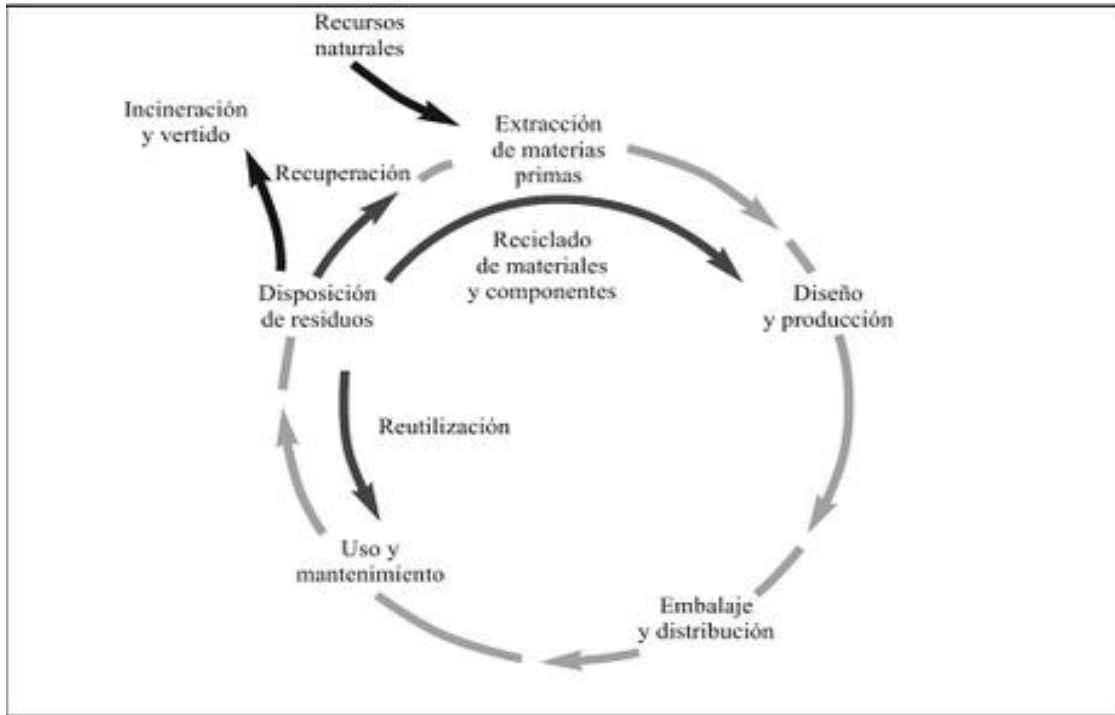 Recursos
naturales
Incineración
y vertido
Extracción
de materias
primas
Recuperación
Reciclado
de materiales
y componentes
Disposición
de residuos
Diseño
y producción
Reutilización
Uso y
mantenimiento
Embalaje
y distribución